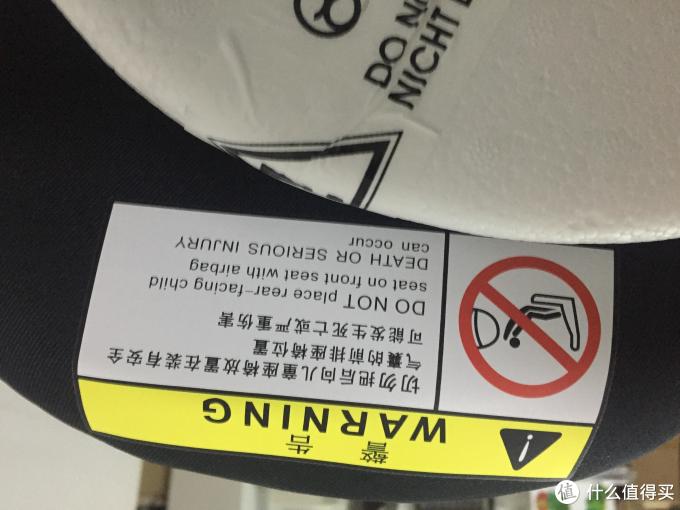 DO NO
NICHT
警 告
WARNING
切勿把后向儿童座椅放置在装有安全
气囊的前排座椅位置
可能发生死亡或严重伤害
DO NOT place rear-facing child
seat on front seat with airbag
DEATH OR SERIOUS INJURY
can occur
值 什么值得买